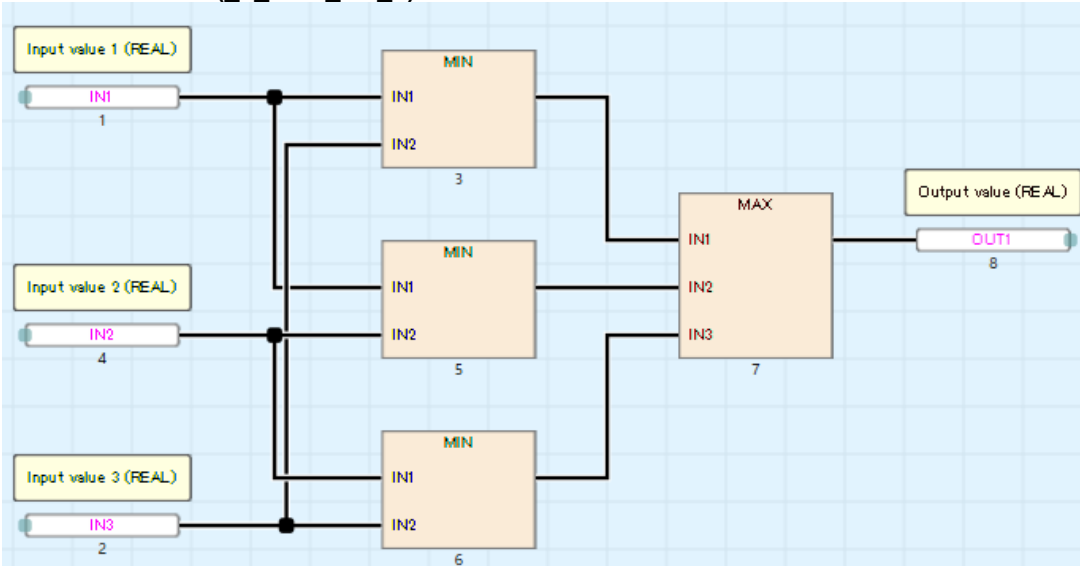 Input value 1 (REAL)
IN1
1
MIN
IN1
IN2
3
Input value 2 (REAL)
IN2
4
MIN
IN1
IN2
5
Input value 3 (REAL)
IN3
2
MIN
IN1
IN2
6
MAX
IN1
IN2
IN3
7
Output value (REAL)
OUT1
8